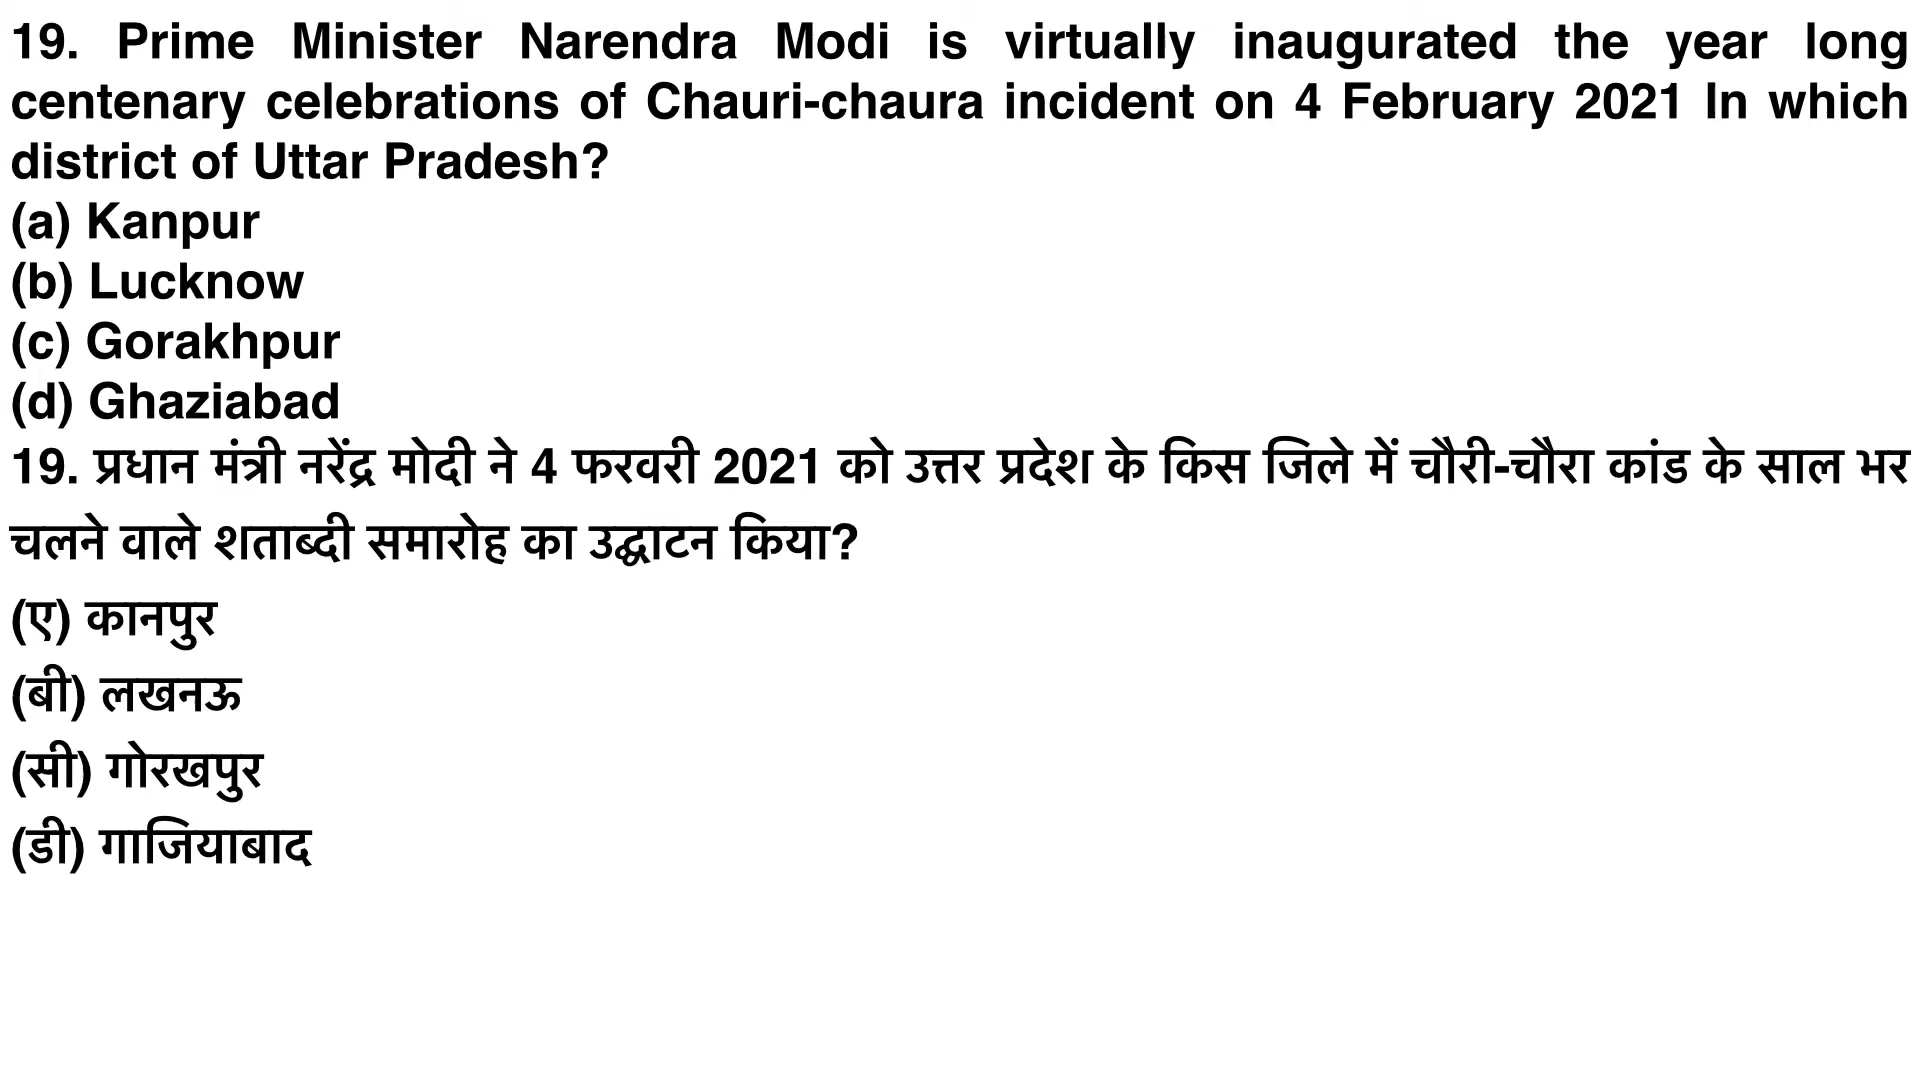 19. Prime Minister Narendra Modi is virtually inaugurated the year long
centenary celebrations of Chauri-chaura incident on 4 February 2021 In which
district of Uttar Pradesh?
(a) Kanpur
(b) Lucknow
(c) Gorakhpur
(d) Ghaziabad
19. प्रधान मंत्री नरेंद्र मोदी ने 4 फरवरी 2021 को उत्तर प्रदेश के किस जिले में चौरी-चौरा कांड के साल भर
चलने वाले शताब्दी समारोह का उद्घाटन किया?
(ए) कानपुर
(बी) लखनऊ
(सी) गोरखपुर
(डी) गाजियाबाद